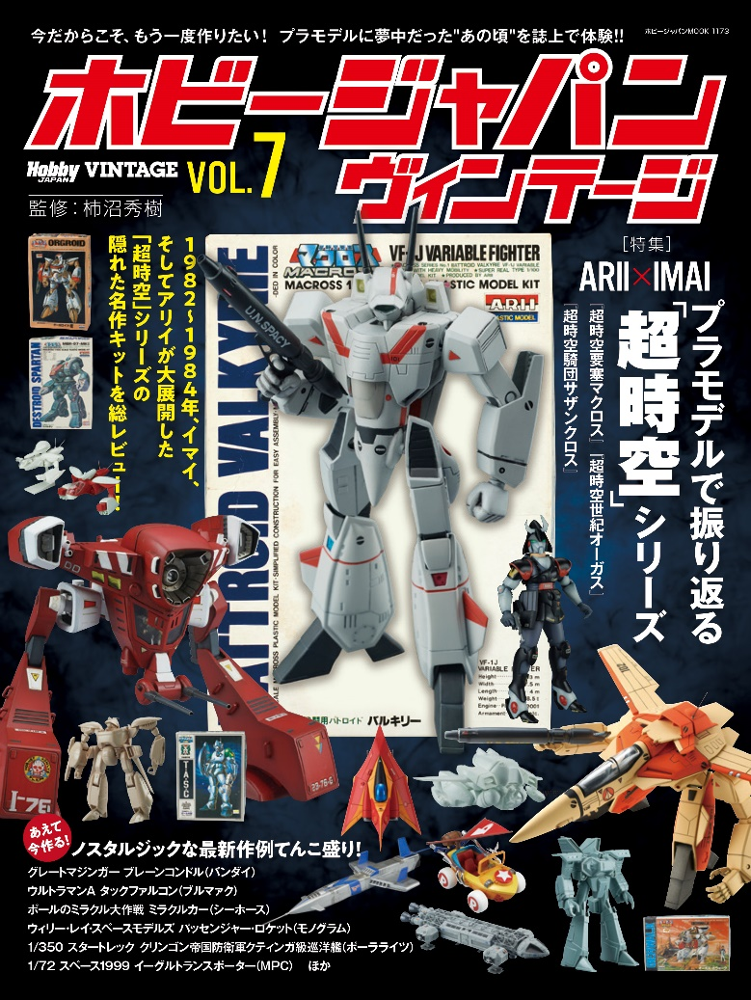 今だからこそ、もう一度作りたい! プラモデルに夢中だった"あの頃"を誌上で体験!!
ホビージャパンMOOK 1173
ホビージャパン
ヴィンテージ
Hobby JAPAN VINTAGE VOL.7
監修:柿沼秀樹
[特集]
ARII×IMAI
プラモデルで振り返る
「超時空」シリーズ
『超時空要塞マクロス』『超時空世紀オーガス』
『超時空騎団サザンクロス』
1982〜1984年、イマイ、
そしてアリイが大展開した
「超時空」シリーズの
隠れた名作キットを総レビュー!!
ORGROID
DESTROID SPARTAN
マクロス
VF-1J VARIABLE FIGHTER
ARII
BATTROID VALKYRIE
U.N.SPACY
VF-1J
VARIABLE FIGHTER
バトロイド バルキリー
I-76
23-76-G
T.A.S.C
あえて
今作る!
ノスタルジックな最新作例てんこ盛り!
グレートマジンガー ブレーンコンドル(バンダイ)
ウルトラマンA タックファルコン(ブルマァク)
ポールのミラクル大作戦 ミラクルカー(シーホース)
ウィリー・レイ・スペースモデルズ パッセンジャー・ロケット(モノグラム)
1/350 スタートレック クリンゴン帝国防衛軍クティンガ級巡洋艦(ポーラライツ)
1/72 スペース1999 イーグルトランスポーター(MPC) ほか